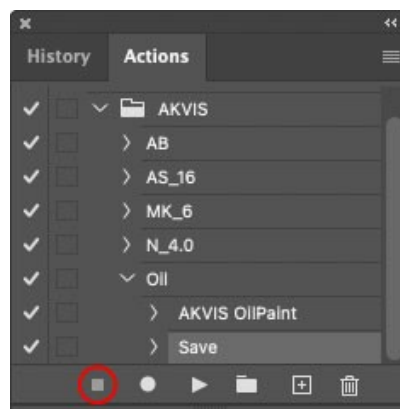 History Actions
AKVIS
AB
AS_16
MK_6
N_4.0
Oil
AKVIS OilPaint
Save